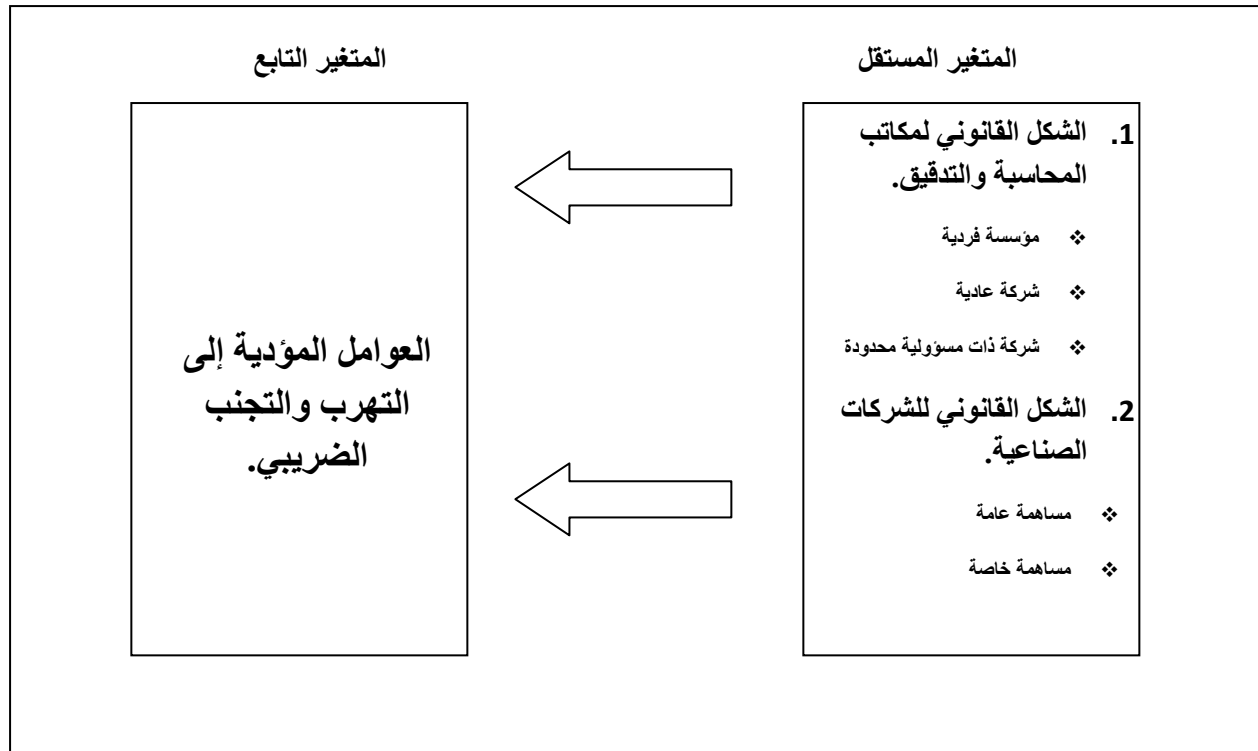 المتغير المستقل
المتغير التابع
1. الشكل القانوني لمكاتب
المحاسبة والتدقيق.
❖ مؤسسة فردية
❖ شركة عادية
❖ شركة ذات مسؤولية محدودة
2. الشكل القانوني للشركات
الصناعية.
❖ مساهمة عامة
❖ مساهمة خاصة
العوامل المؤدية إلى
التهرب والتجنب
الضريبي.